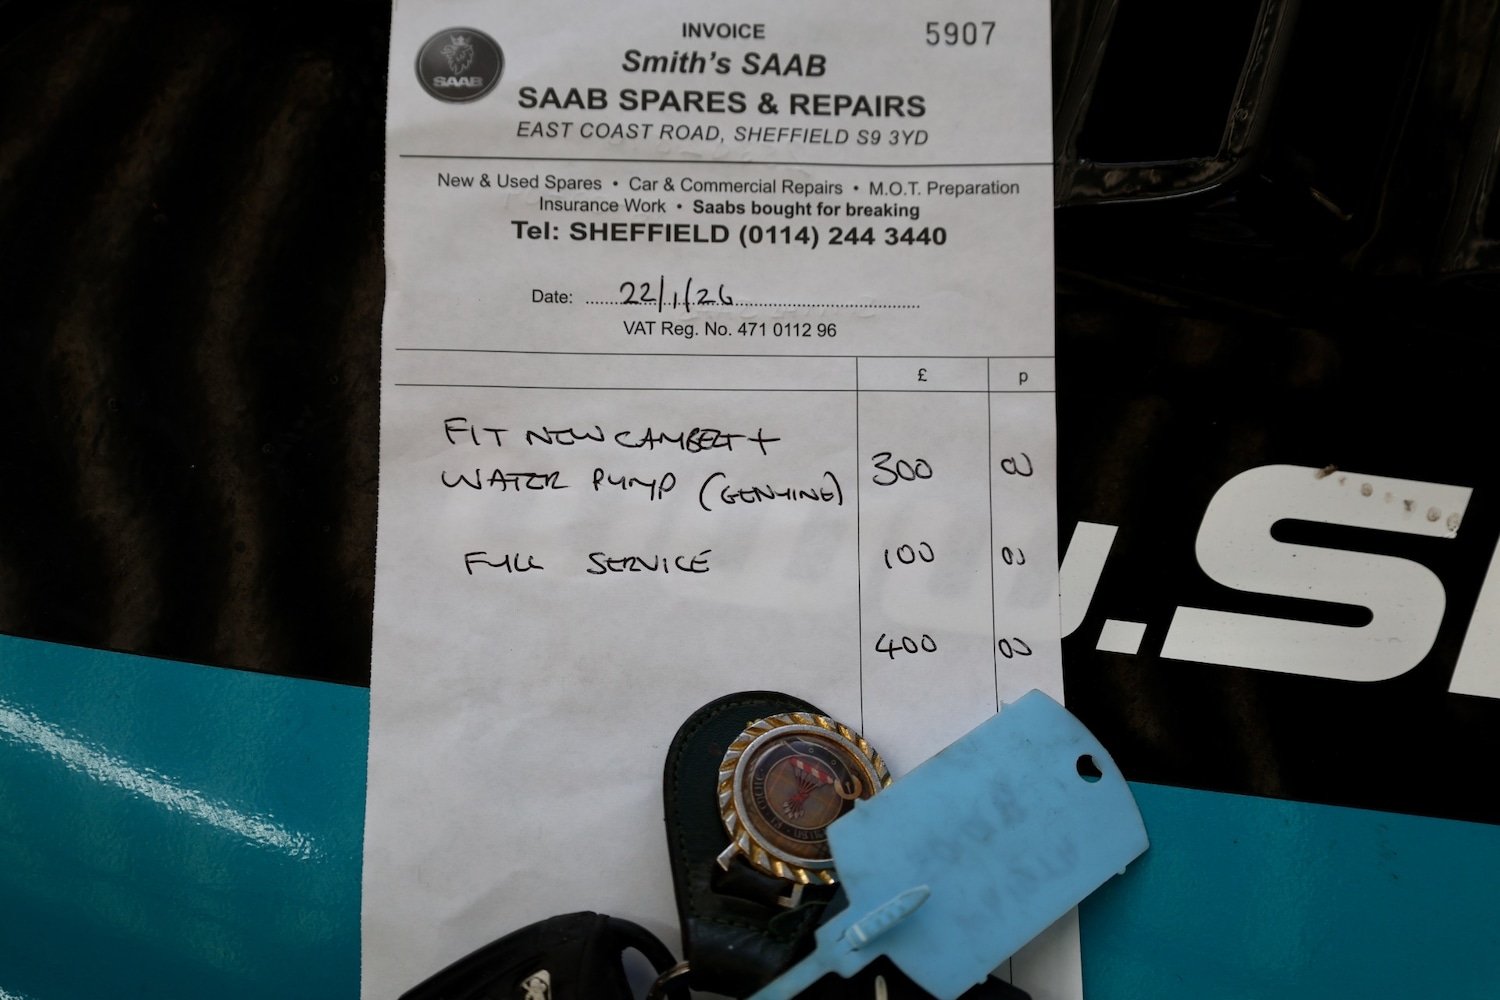 INVOICE
5907
SAAB
Smith's SAAB
SAAB SPARES & REPAIRS
EAST COAST ROAD, SHEFFIELD S9 3YD
New & Used Spares • Car & Commercial Repairs • M.O.T. Preparation
Insurance Work • Saabs bought for breaking
Tel: SHEFFIELD (0114) 244 3440
Date: 22/1/26
VAT Reg. No. 471 0112 96
£ p
FIT NEW CAMBELT +
WATER PUMP (GENUINE) 300 00
FULL SERVICE 100 00
400 00
.S